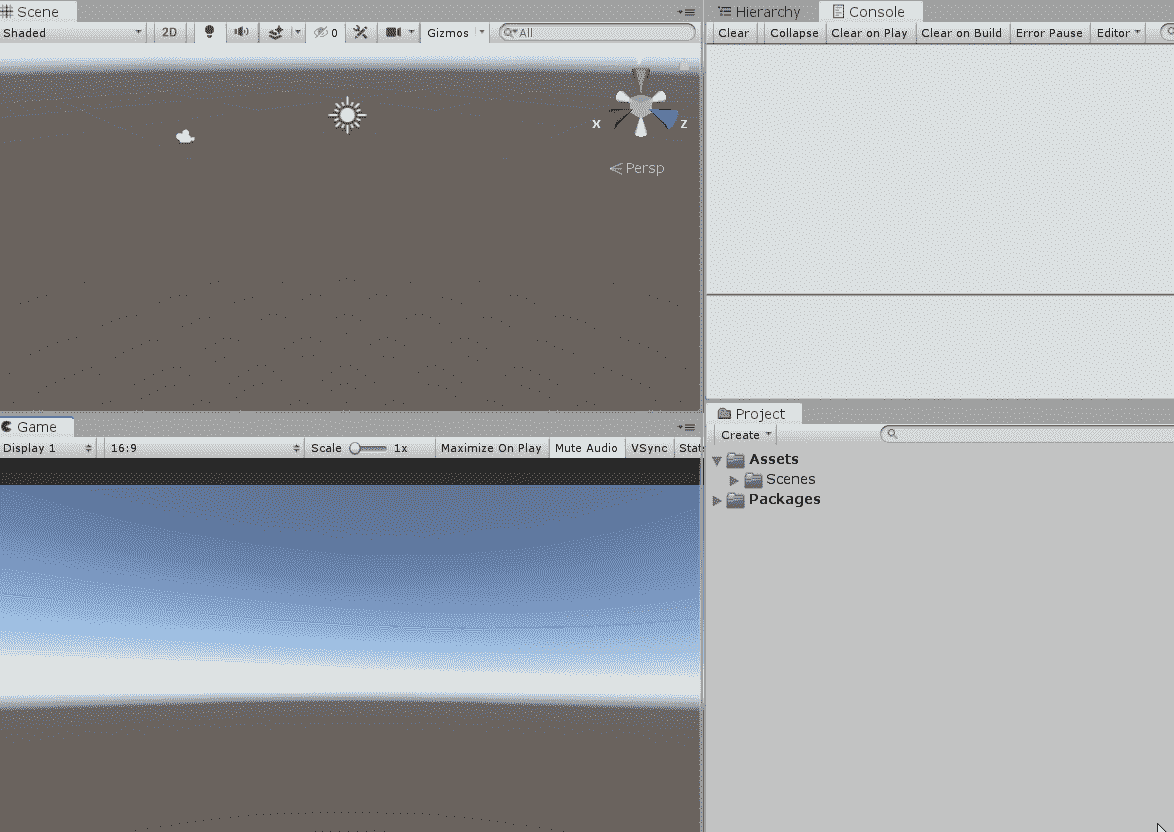 Scene
Shaded 2D 0 Gizmos All
X Z
Persp
Hierarchy Console
Clear Collapse Clear on Play Clear on Build Error Pause Editor
Game
Display 1 16:9 Scale 1x Maximize On Play Mute Audio VSync Stats
Project
Create
Assets
Scenes
Packages